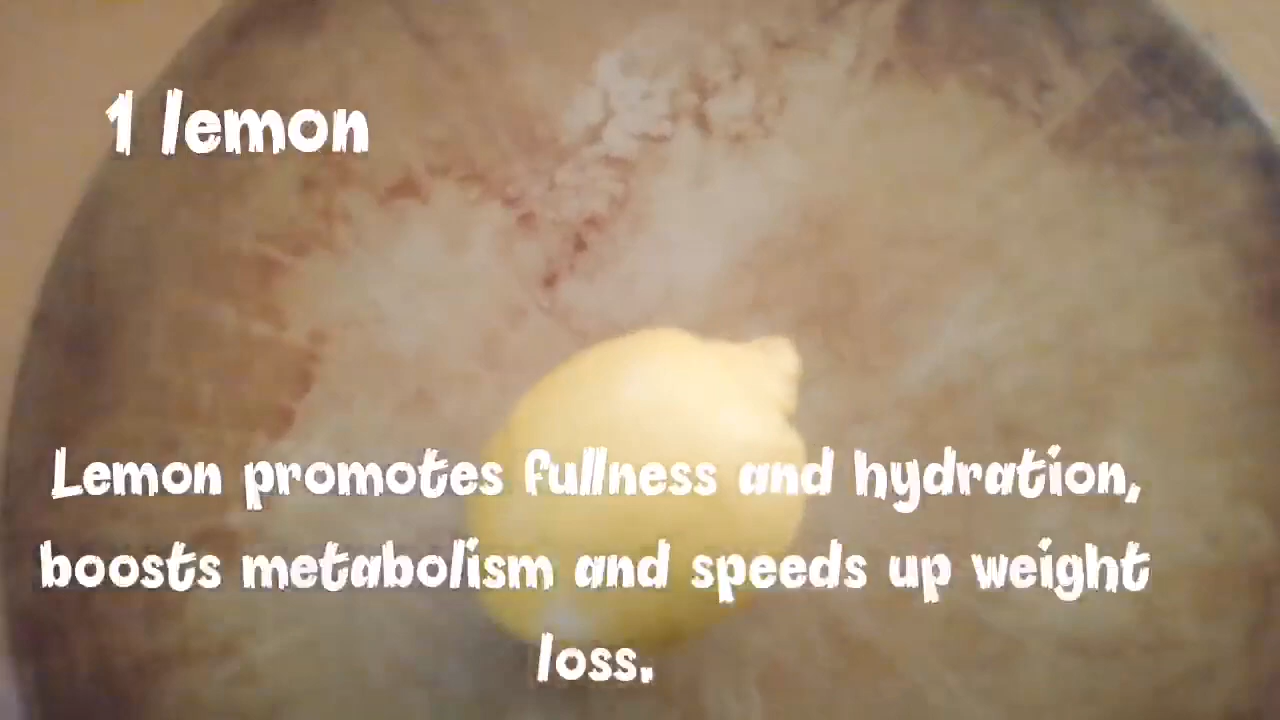 1 lemon
Lemon promotes fullness and hydration,
boosts metabolism and speeds up weight
loss.